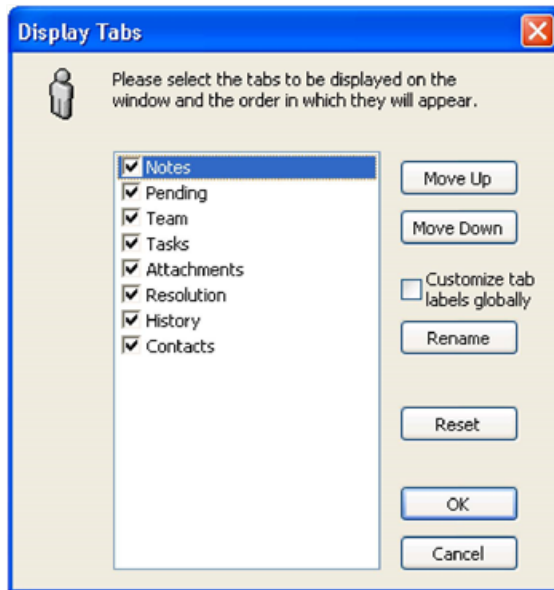 Display Tabs
Please select the tabs to be displayed on the
window and the order in which they will appear.
Notes
Pending
Team
Tasks
Attachments
Resolution
History
Contacts
Move Up
Move Down
Customize tab
labels globally
Rename
Reset
OK
Cancel